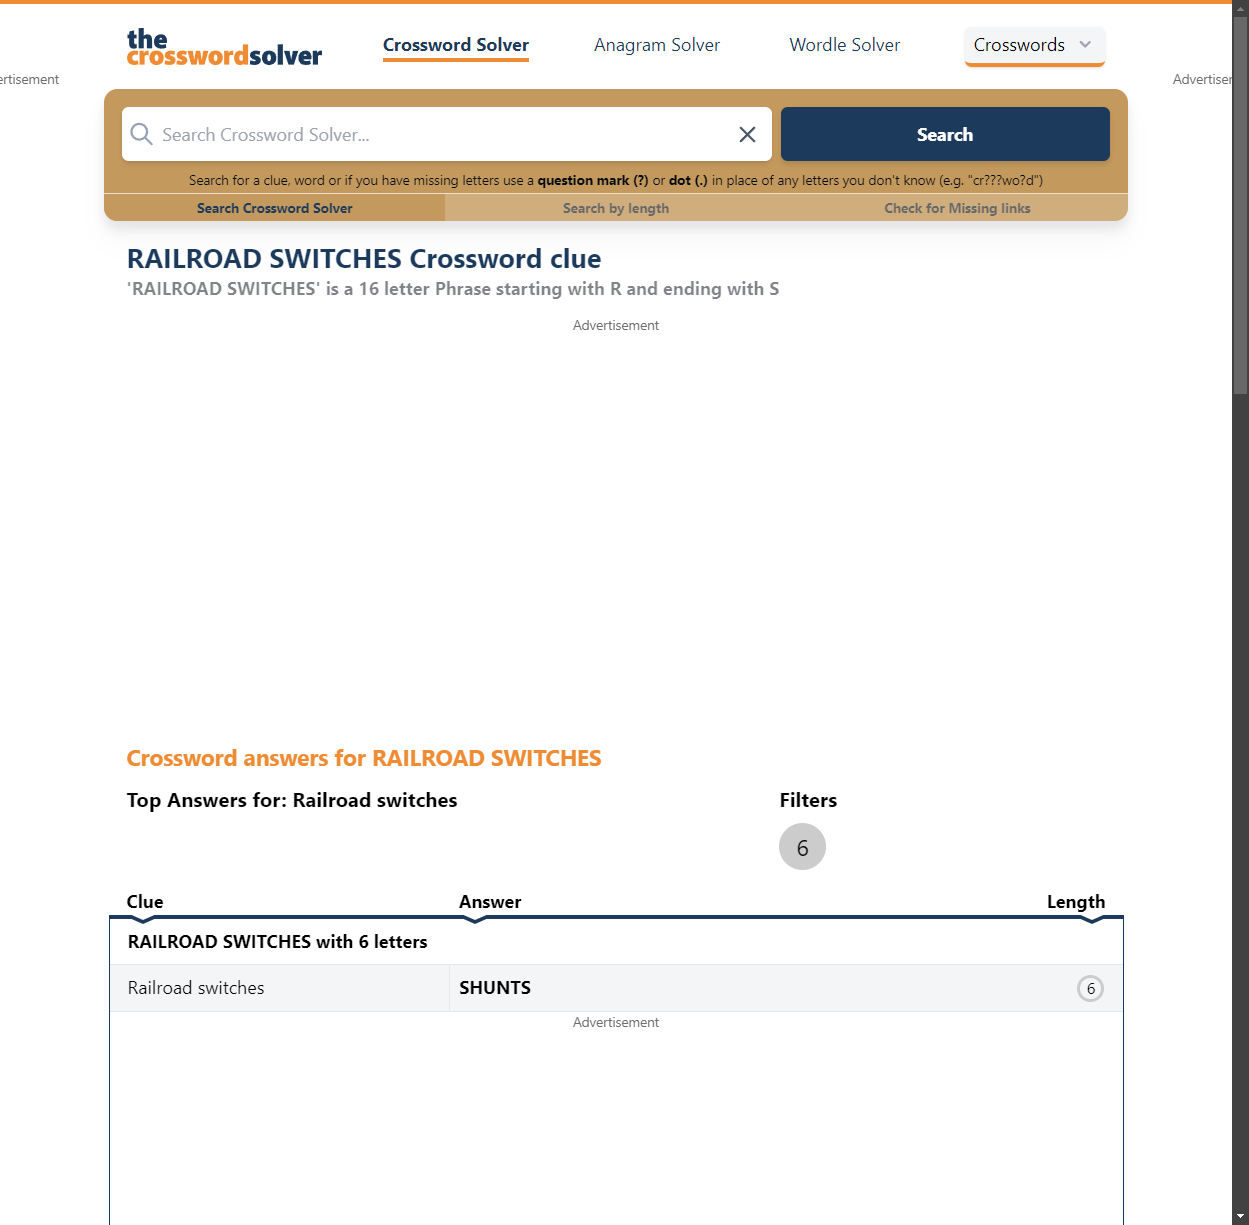 the
crosswordsolver
Crossword Solver
Anagram Solver
Wordle Solver
Crosswords
ertisement
Advertiser
Search Crossword Solver...
Search
Search for a clue, word or if you have missing letters use a question mark (?) or dot (.) in place of any letters you don't know (e.g. "cr???wo?d")
Search Crossword Solver
Search by length
Check for Missing links
RAILROAD SWITCHES Crossword clue
'RAILROAD SWITCHES' is a 16 letter Phrase starting with R and ending with S
Advertisement
Crossword answers for RAILROAD SWITCHES
Top Answers for: Railroad switches
Filters
6
Clue
Answer
Length
RAILROAD SWITCHES with 6 letters
Railroad switches
SHUNTS
6
Advertisement